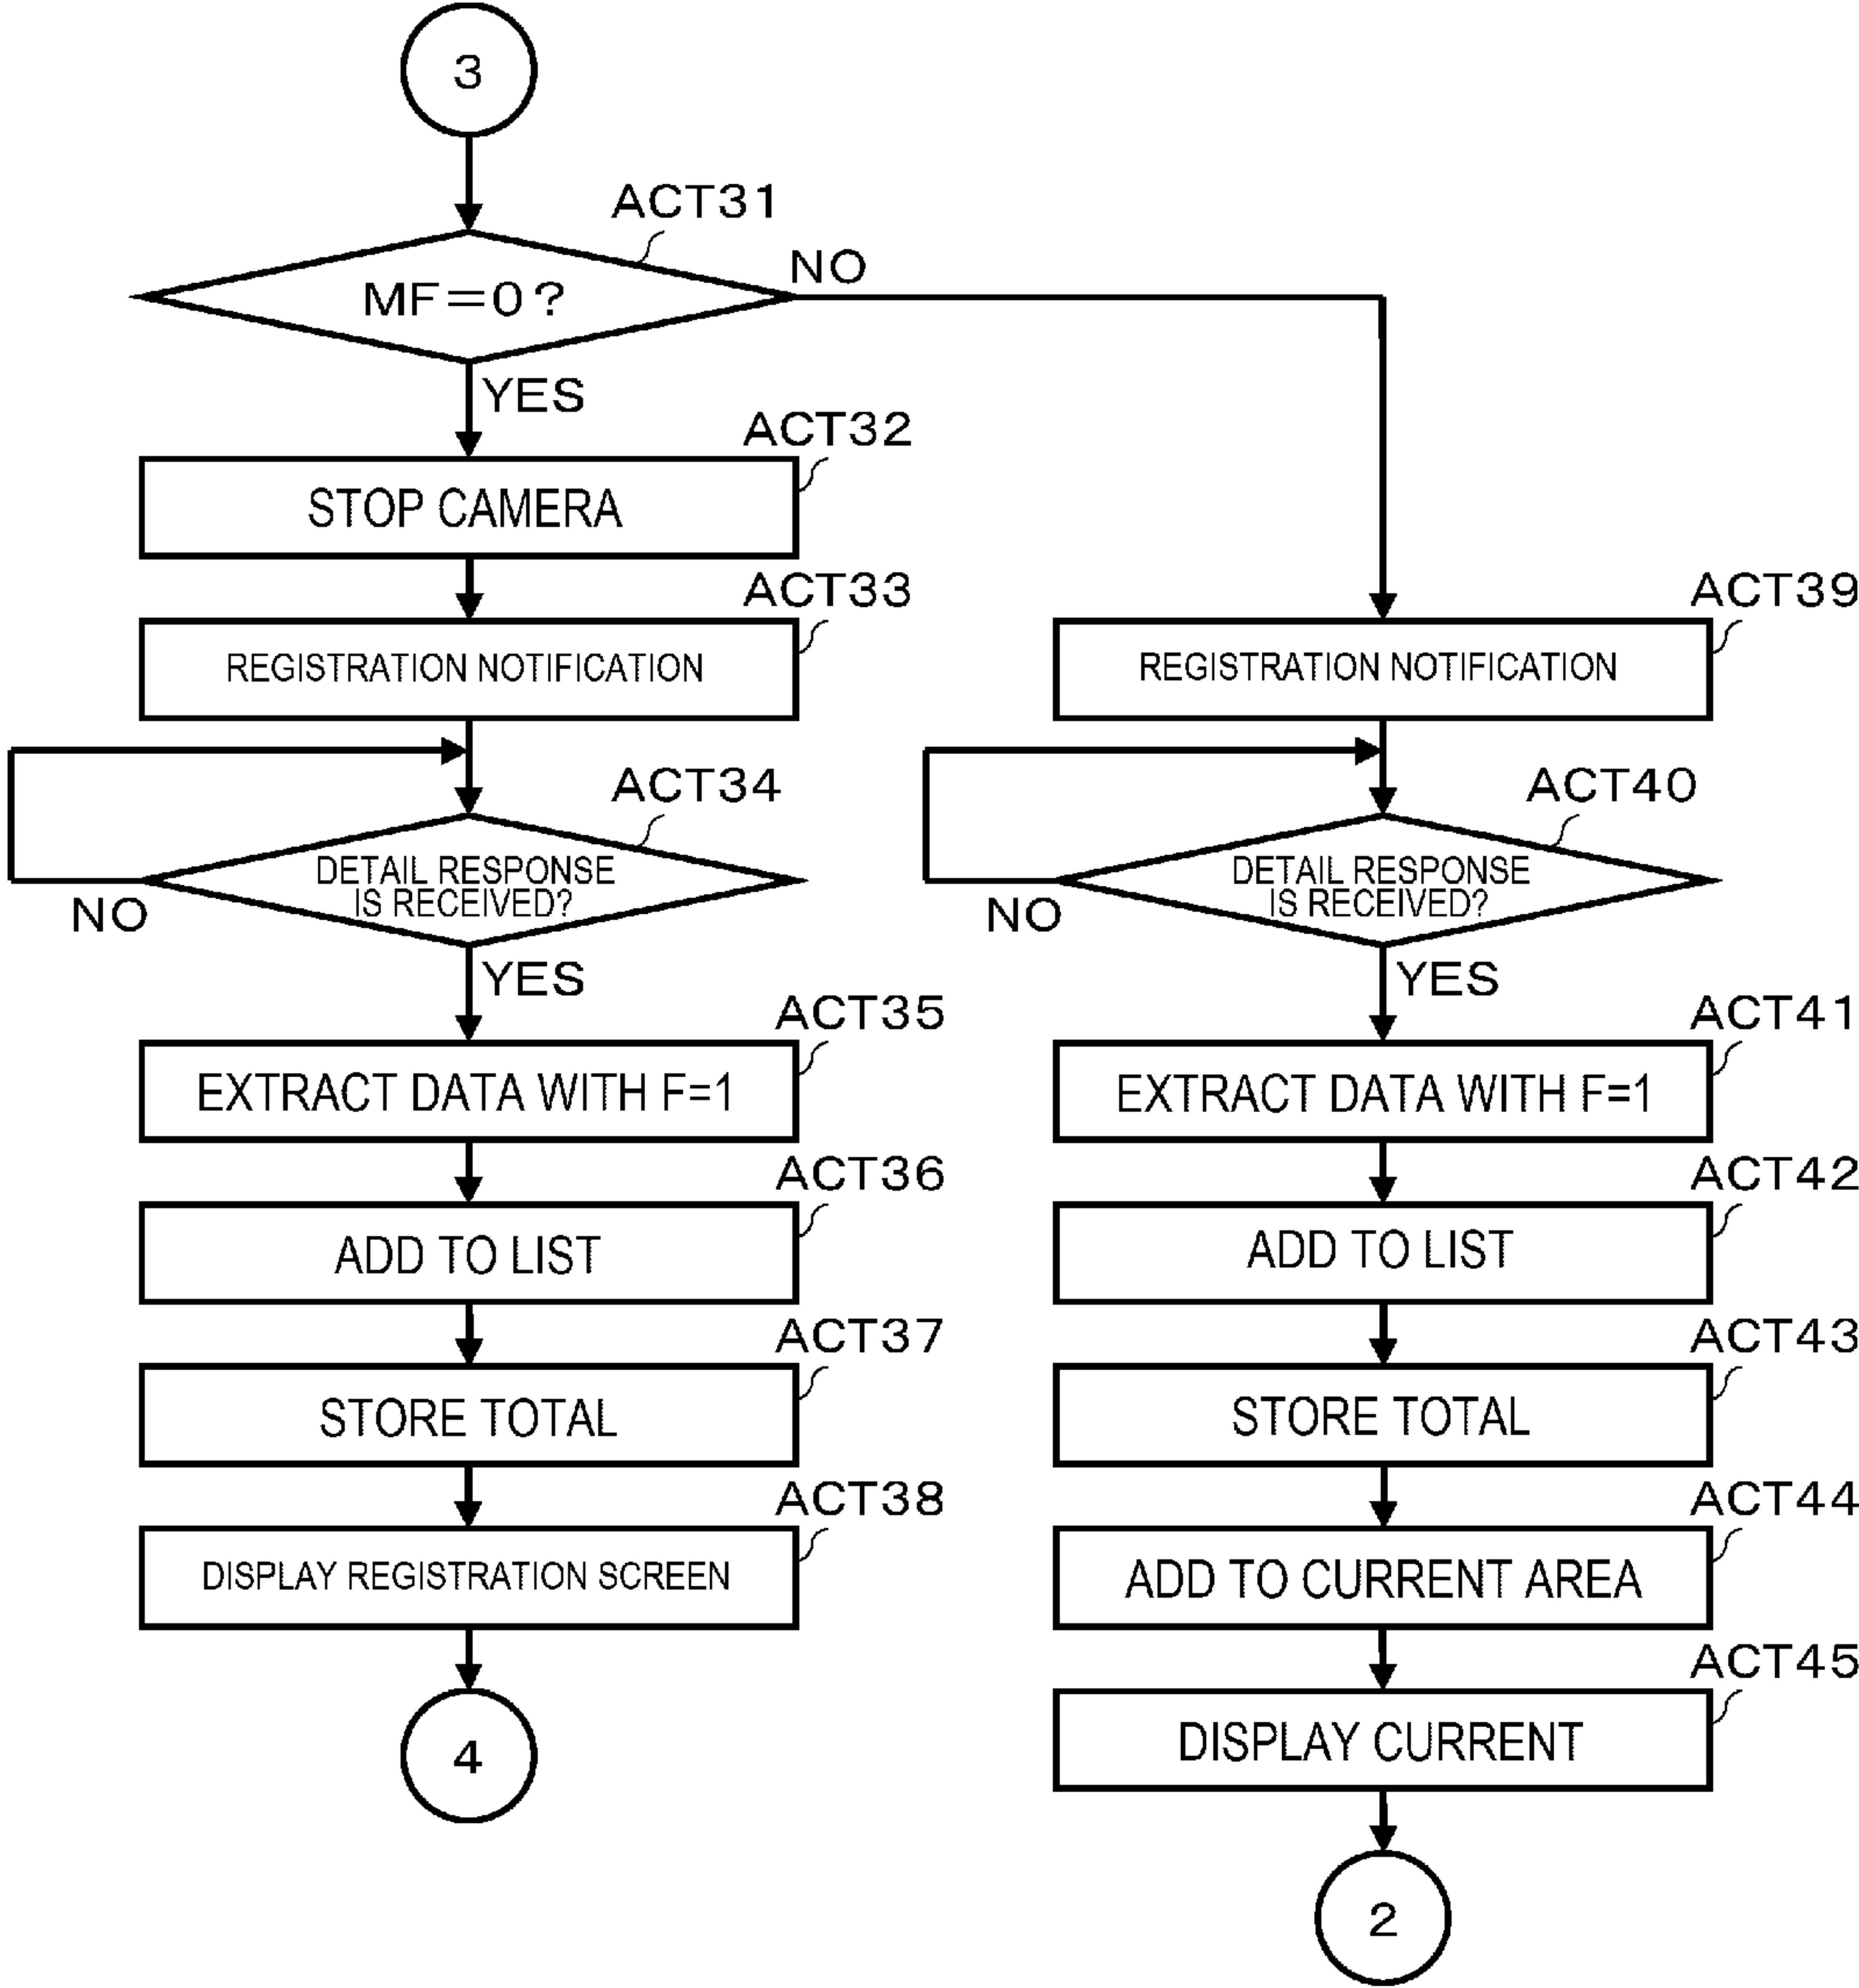 3
ACT31
MF=0?
NO
YES
ACT32
STOP CAMERA
ACT33
REGISTRATION NOTIFICATION
ACT34
DETAIL RESPONSE
IS RECEIVED?
NO
YES
ACT35
EXTRACT DATA WITH F=1
ACT36
ADD TO LIST
ACT37
STORE TOTAL
ACT38
DISPLAY REGISTRATION SCREEN
4
ACT39
REGISTRATION NOTIFICATION
ACT40
DETAIL RESPONSE
IS RECEIVED?
NO
YES
ACT41
EXTRACT DATA WITH F=1
ACT42
ADD TO LIST
ACT43
STORE TOTAL
ACT44
ADD TO CURRENT AREA
ACT45
DISPLAY CURRENT
2